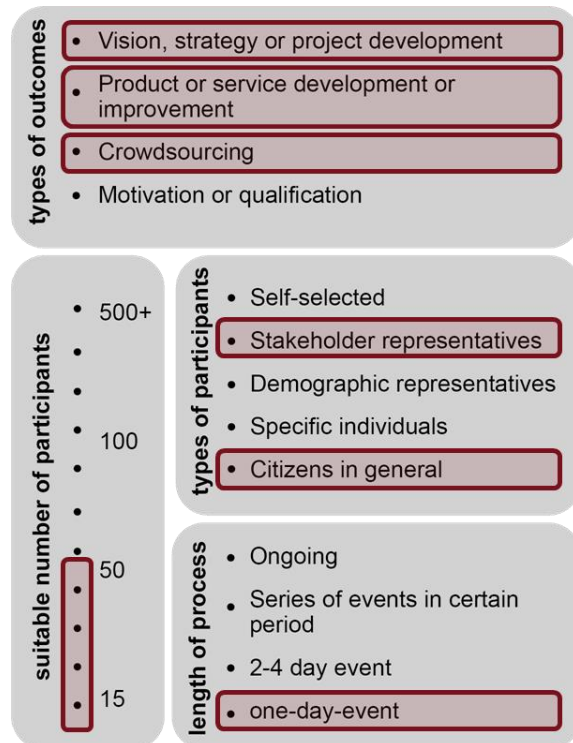 types of outcomes
• Vision, strategy or project development
• Product or service development or
improvement
• Crowdsourcing
• Motivation or qualification
suitable number of participants
500+
100
50
15
types of participants
• Self-selected
• Stakeholder representatives
• Demographic representatives
• Specific individuals
• Citizens in general
length of process
• Ongoing
• Series of events in certain
period
• 2-4 day event
• one-day-event